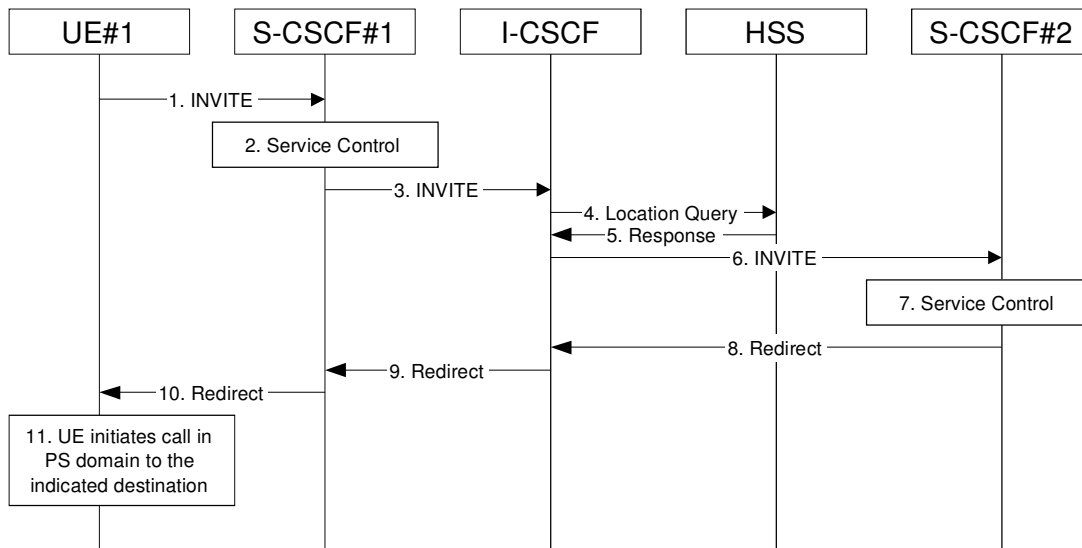 UE#1
S-CSCF#1
I-CSCF
HSS
S-CSCF#2
1. INVITE
2. Service Control
3. INVITE
4. Location Query
5. Response
6. INVITE
7. Service Control
8. Redirect
9. Redirect
10. Redirect
11. UE initiates call in
PS domain to the
indicated destination